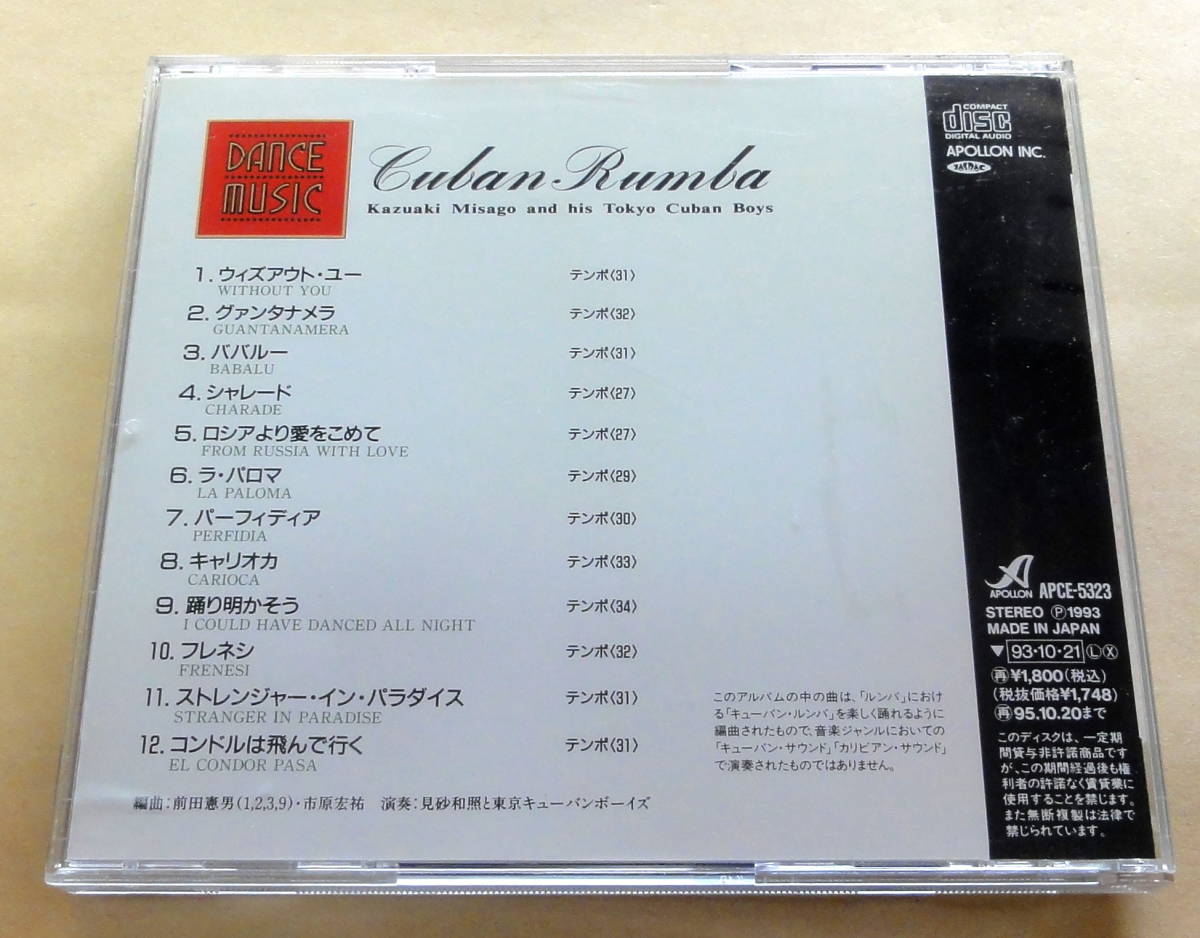 DANCE
MUSIC
Cuban Rumba
Kazuaki Misago and his Tokyo Cuban Boys
1. ウィズアウト・ユー テンポ〈31〉
WITHOUT YOU
2. グァンタナメラ テンポ〈32〉
GUANTANAMERA
3. ババルー テンポ〈31〉
BABALU
4. シャレード テンポ〈27〉
CHARADE
5. ロシアより愛をこめて テンポ〈27〉
FROM RUSSIA WITH LOVE
6. ラ・パロマ テンポ〈29〉
LA PALOMA
7. パーフィディア テンポ〈30〉
PERFIDIA
8. キャリオカ テンポ〈33〉
CARIOCA
9. 踊り明かそう テンポ〈34〉
I COULD HAVE DANCED ALL NIGHT
10. フレネシ テンポ〈32〉
FRENESI
11. ストレンジャー・イン・パラダイス テンポ〈31〉
STRANGER IN PARADISE
12. コンドルは飛んで行く テンポ〈31〉
EL CONDOR PASA
編曲：前田憲男(1,2,3,9)・市原宏祐 演奏：見砂和照と東京キューバンボーイズ
このアルバムの中の曲は、「ルンバ」におけ
る「キューバン・ルンバ」を楽しく踊れるように
編曲されたもので、音楽ジャンルにおいての
「キューバン・サウンド」「カリビアン・サウンド」
で演奏されたものではありません。
COMPACT
disc
DIGITAL AUDIO
APOLLON INC.
APOLLON APCE-5323
STEREO Ⓟ1993
MADE IN JAPAN
▼93・10・21ⓁⓍ
㊢¥1,800(税込)
(税抜価格¥1,748)
再95.10.20まで
このディスクは、一定期
間貸与非許諾商品です
が、この期間経過後も権
利者の許諾なく賃貸業に
使用することを禁じます。
また無断複製は法律で
禁じられています。